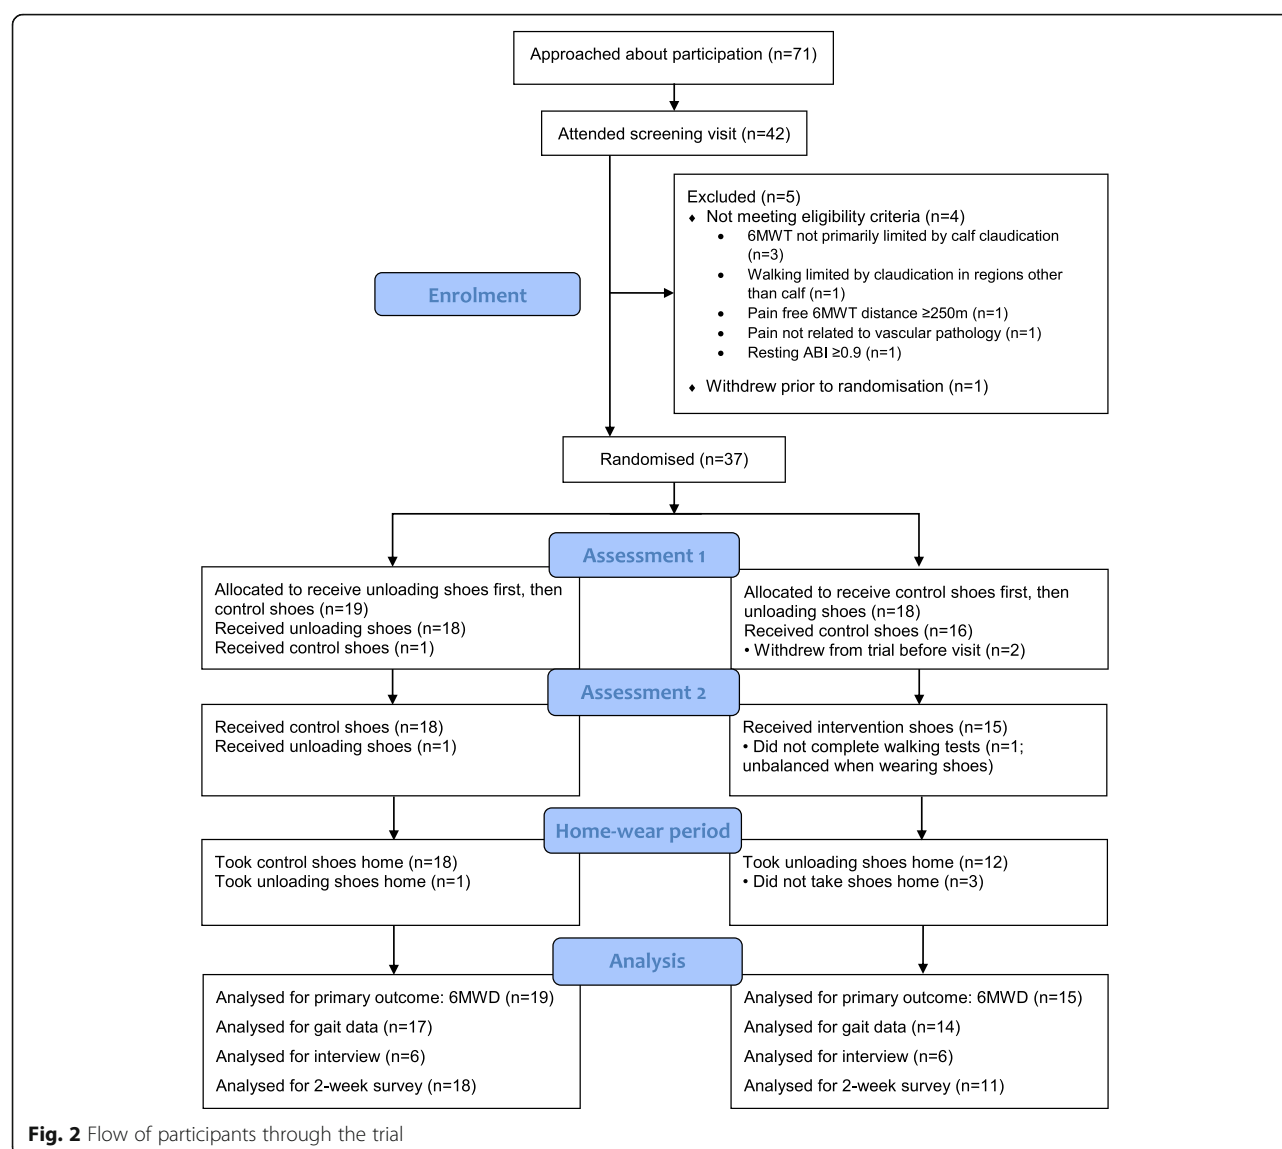 Approached about participation (n=71)
Attended screening visit (n=42)
Excluded (n=5)
♦ Not meeting eligibility criteria (n=4)
• 6MWT not primarily limited by calf claudication
(n=3)
• Walking limited by claudication in regions other
than calf (n=1)
• Pain free 6MWT distance ≥250m (n=1)
• Pain not related to vascular pathology (n=1)
• Resting ABI ≥0.9 (n=1)
♦ Withdrew prior to randomisation (n=1)
Enrolment
Randomised (n=37)
Assessment 1
Allocated to receive unloading shoes first, then
control shoes (n=19)
Received unloading shoes (n=18)
Received control shoes (n=1)
Allocated to receive control shoes first, then
unloading shoes (n=18)
Received control shoes (n=16)
• Withdrew from trial before visit (n=2)
Assessment 2
Received control shoes (n=18)
Received unloading shoes (n=1)
Received intervention shoes (n=15)
• Did not complete walking tests (n=1;
unbalanced when wearing shoes)
Home-wear period
Took control shoes home (n=18)
Took unloading shoes home (n=1)
Took unloading shoes home (n=12)
• Did not take shoes home (n=3)
Analysis
Analysed for primary outcome: 6MWD (n=19)
Analysed for gait data (n=17)
Analysed for interview (n=6)
Analysed for 2-week survey (n=18)
Analysed for primary outcome: 6MWD (n=15)
Analysed for gait data (n=14)
Analysed for interview (n=6)
Analysed for 2-week survey (n=11)
Fig. 2 Flow of participants through the trial